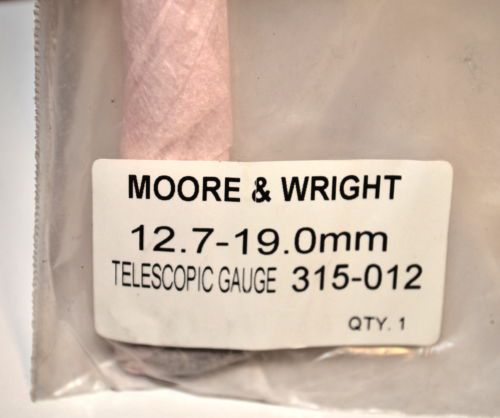 MOORE & WRIGHT
12.7-19.0mm
TELESCOPIC GAUGE 315-012
QTY. 1